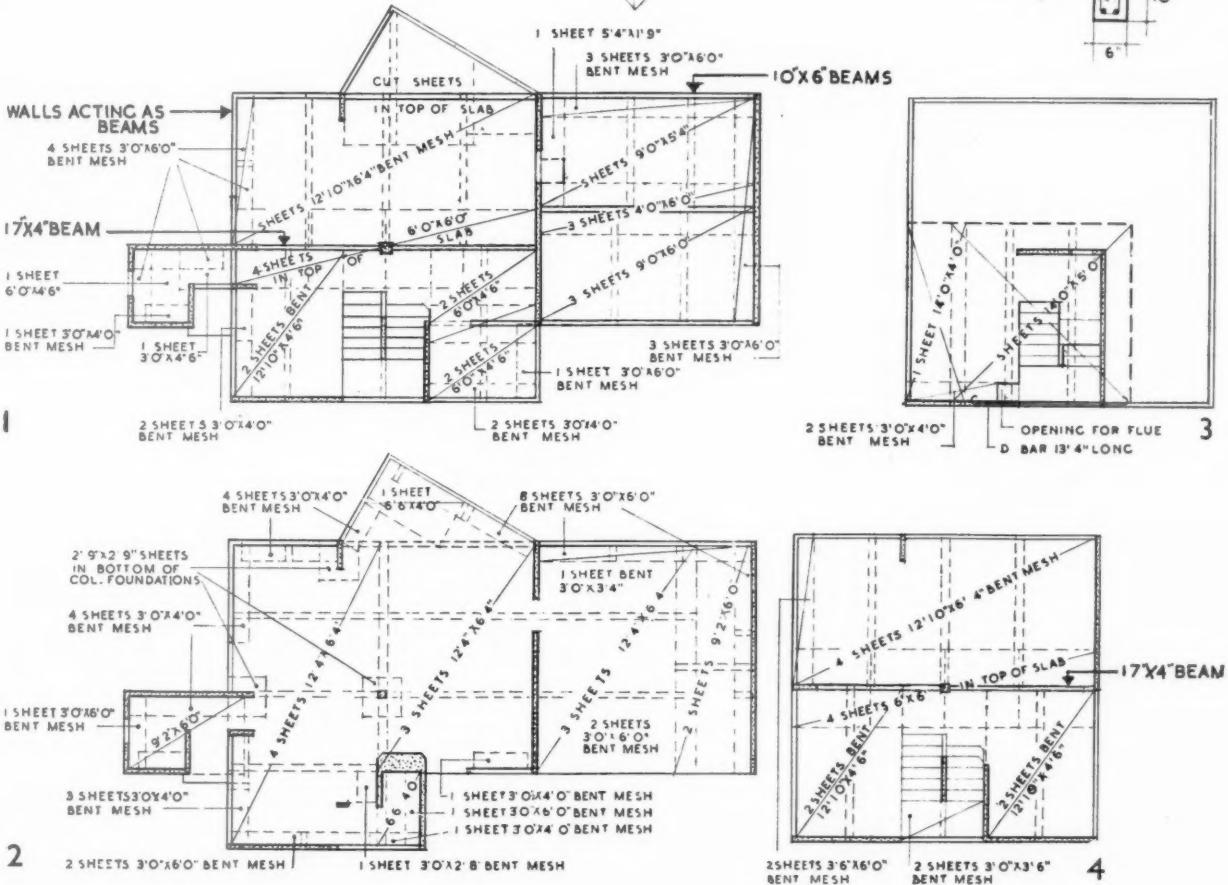 6"
1 SHEET 5'4"X1'9"
3 SHEETS 3'0"X6'0"
BENT MESH
10"X6" BEAMS
WALLS ACTING AS
BEAMS
CUT SHEETS
IN TOP OF SLAB
4 SHEETS 3'0"X6'0"
BENT MESH
SHEETS 12'10"X6'4" BENT MESH
SHEETS 9'0"X5'4"
17"X4" BEAM
6'0"X6'0"
SLAB
3 SHEETS 4'0"X6'0"
4 SHEETS
IN TOP OF
3 SHEETS 9'0"X6'0"
1 SHEET
6'0"X4'6"
2 SHEETS
6'0"X4'6"
1 SHEET 3'0"X4'0"
BENT MESH
1 SHEET
3'0"X4'6"
2 SHEETS BENT
12'10"X4'6"
2 SHEETS
6'0"X4'6"
3 SHEETS 3'0"X6'0"
BENT MESH
1 SHEET 3'0"X6'0"
BENT MESH
2 SHEETS 3'0"X4'0"
BENT MESH
2 SHEETS 3'0"X4'0"
BENT MESH
1
1 SHEET 14'0"X4'0"
SHEETS 14'0"X5'0"
2 SHEETS 3'0"X4'0"
BENT MESH
OPENING FOR FLUE
D BAR 13'4" LONG
3
4 SHEETS 3'0"X4'0"
BENT MESH
1 SHEET
6'6"X4'0"
8 SHEETS 3'0"X6'0"
BENT MESH
2'9"X2'9" SHEETS
IN BOTTOM OF
COL. FOUNDATIONS
1 SHEET BENT
3'0"X3'4"
4 SHEETS 3'0"X4'0"
BENT MESH
4 SHEETS 12'4"X6'4"
3 SHEETS 12'4"X6'4"
3 SHEETS 12'4"X6'4"
2 SHEETS 9'2"X6'0"
1 SHEET 3'0"X6'0"
BENT MESH
9'2"X6'0"
2 SHEETS
3'0"X6'0"
BENT MESH
3 SHEETS 3'0"X4'0"
BENT MESH
6'6"X4'0"
1 SHEET 3'0"X4'0" BENT MESH
1 SHEET 3'0"X6'0" BENT MESH
1 SHEET 3'0"X4'0" BENT MESH
2 SHEETS 3'0"X6'0" BENT MESH
1 SHEET 3'0"X2'8" BENT MESH
2
4 SHEETS 12'10"X6'4" BENT MESH
4 SHEETS 6'X6' IN TOP OF SLAB
17"X4" BEAM
2 SHEETS BENT
12'10"X4'6"
2 SHEETS BENT
12'10"X4'6"
2 SHEETS 3'6"X6'0"
BENT MESH
2 SHEETS 3'0"X3'6"
BENT MESH
4